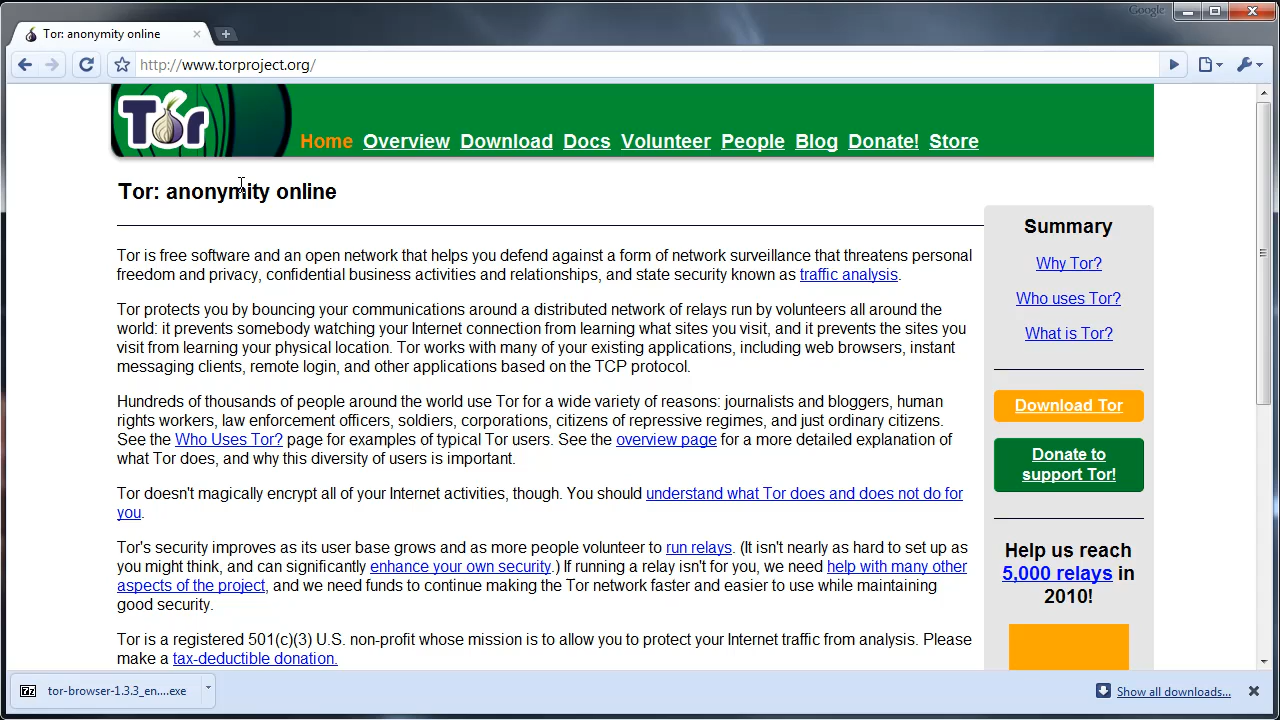 Google
Tor: anonymity online
http://www.torproject.org/
Tor
Home Overview Download Docs Volunteer People Blog Donate! Store
Tor: anonymity online
Tor is free software and an open network that helps you defend against a form of network surveillance that threatens personal
freedom and privacy, confidential business activities and relationships, and state security known as traffic analysis.
Tor protects you by bouncing your communications around a distributed network of relays run by volunteers all around the
world: it prevents somebody watching your Internet connection from learning what sites you visit, and it prevents the sites you
visit from learning your physical location. Tor works with many of your existing applications, including web browsers, instant
messaging clients, remote login, and other applications based on the TCP protocol.
Hundreds of thousands of people around the world use Tor for a wide variety of reasons: journalists and bloggers, human
rights workers, law enforcement officers, soldiers, corporations, citizens of repressive regimes, and just ordinary citizens.
See the Who Uses Tor? page for examples of typical Tor users. See the overview page for a more detailed explanation of
what Tor does, and why this diversity of users is important.
Tor doesn't magically encrypt all of your Internet activities, though. You should understand what Tor does and does not do for
you.
Tor's security improves as its user base grows and as more people volunteer to run relays. (It isn't nearly as hard to set up as
you might think, and can significantly enhance your own security.) If running a relay isn't for you, we need help with many other
aspects of the project, and we need funds to continue making the Tor network faster and easier to use while maintaining
good security.
Tor is a registered 501(c)(3) U.S. non-profit whose mission is to allow you to protect your Internet traffic from analysis. Please
make a tax-deductible donation.
Summary
Why Tor?
Who uses Tor?
What is Tor?
Download Tor
Donate to
support Tor!
Help us reach
5,000 relays in
2010!
7z
tor-browser-1.3.3_en....exe
Show all downloads...